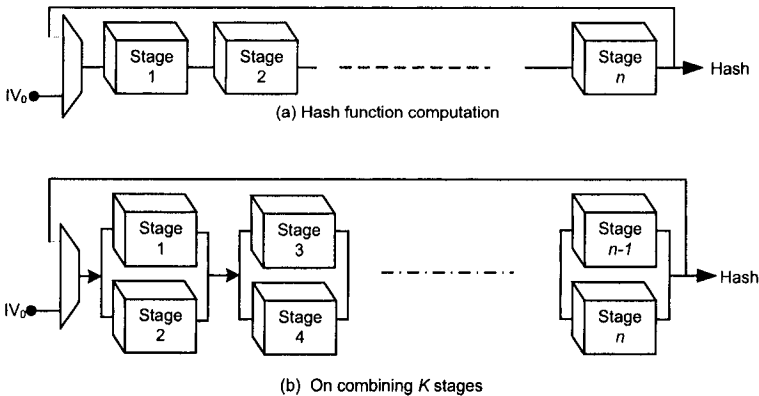 Stage
1
Stage
2
Stage
n
Hash
IV₀
(a) Hash function computation
Stage
1
Stage
3
Stage
n-1
Stage
2
Stage
4
Stage
n
Hash
IV₀
(b) On combining K stages